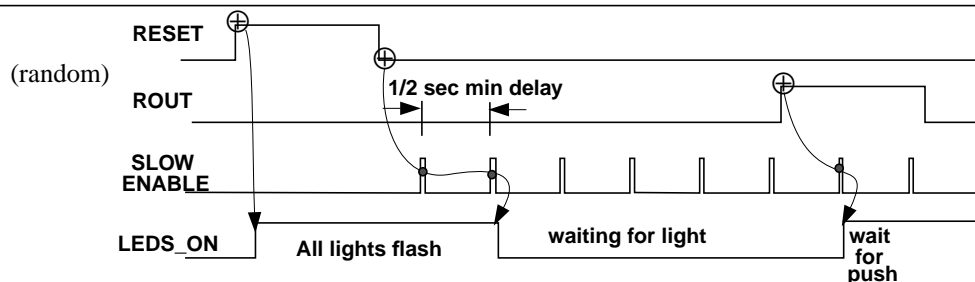 RESET
(random)
1/2 sec min delay
ROUT
SLOW
ENABLE
LEDS_ON
All lights flash
waiting for light
wait
for
push